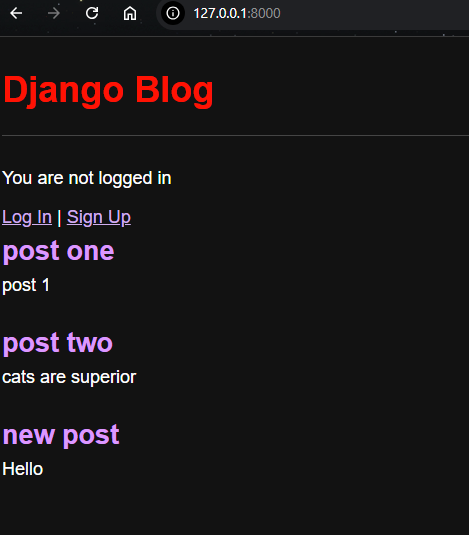 127.0.0.1:8000
Django Blog
You are not logged in
Log In | Sign Up
post one
post 1
post two
cats are superior
new post
Hello